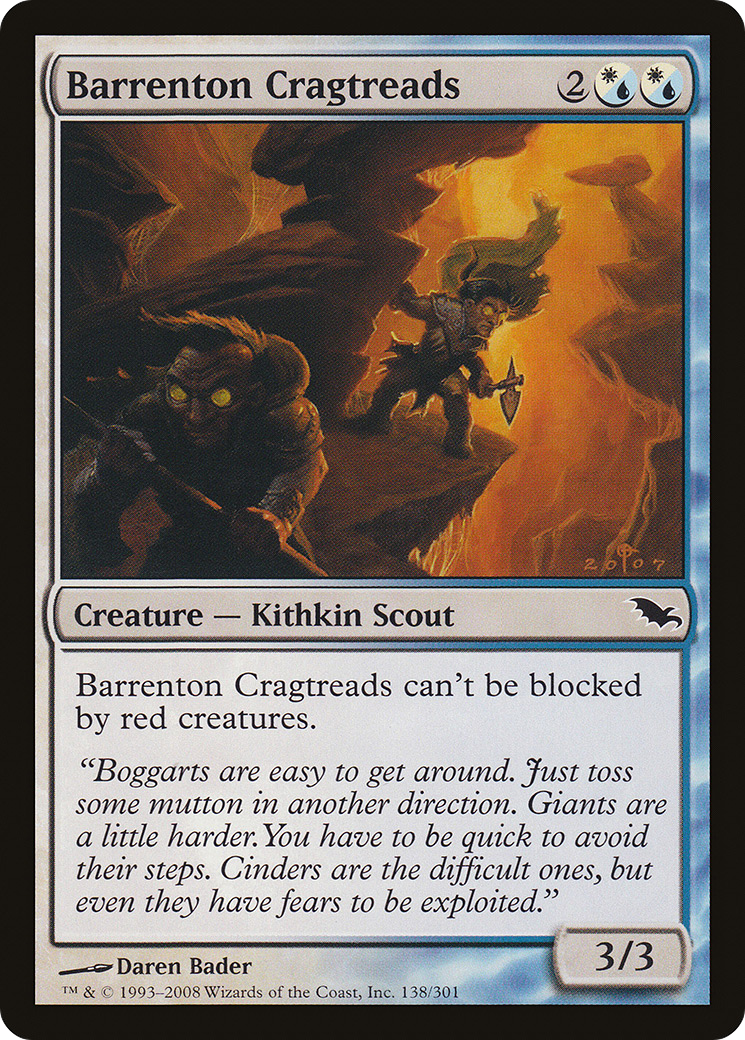 Barrenton Cragtreads 2
2007
Creature — Kithkin Scout
Barrenton Cragtreads can't be blocked
by red creatures.
“Boggarts are easy to get around. Just toss
some mutton in another direction. Giants are
a little harder. You have to be quick to avoid
their steps. Cinders are the difficult ones, but
even they have fears to be exploited.”
3/3
Daren Bader
™ & © 1993–2008 Wizards of the Coast, Inc. 138/301